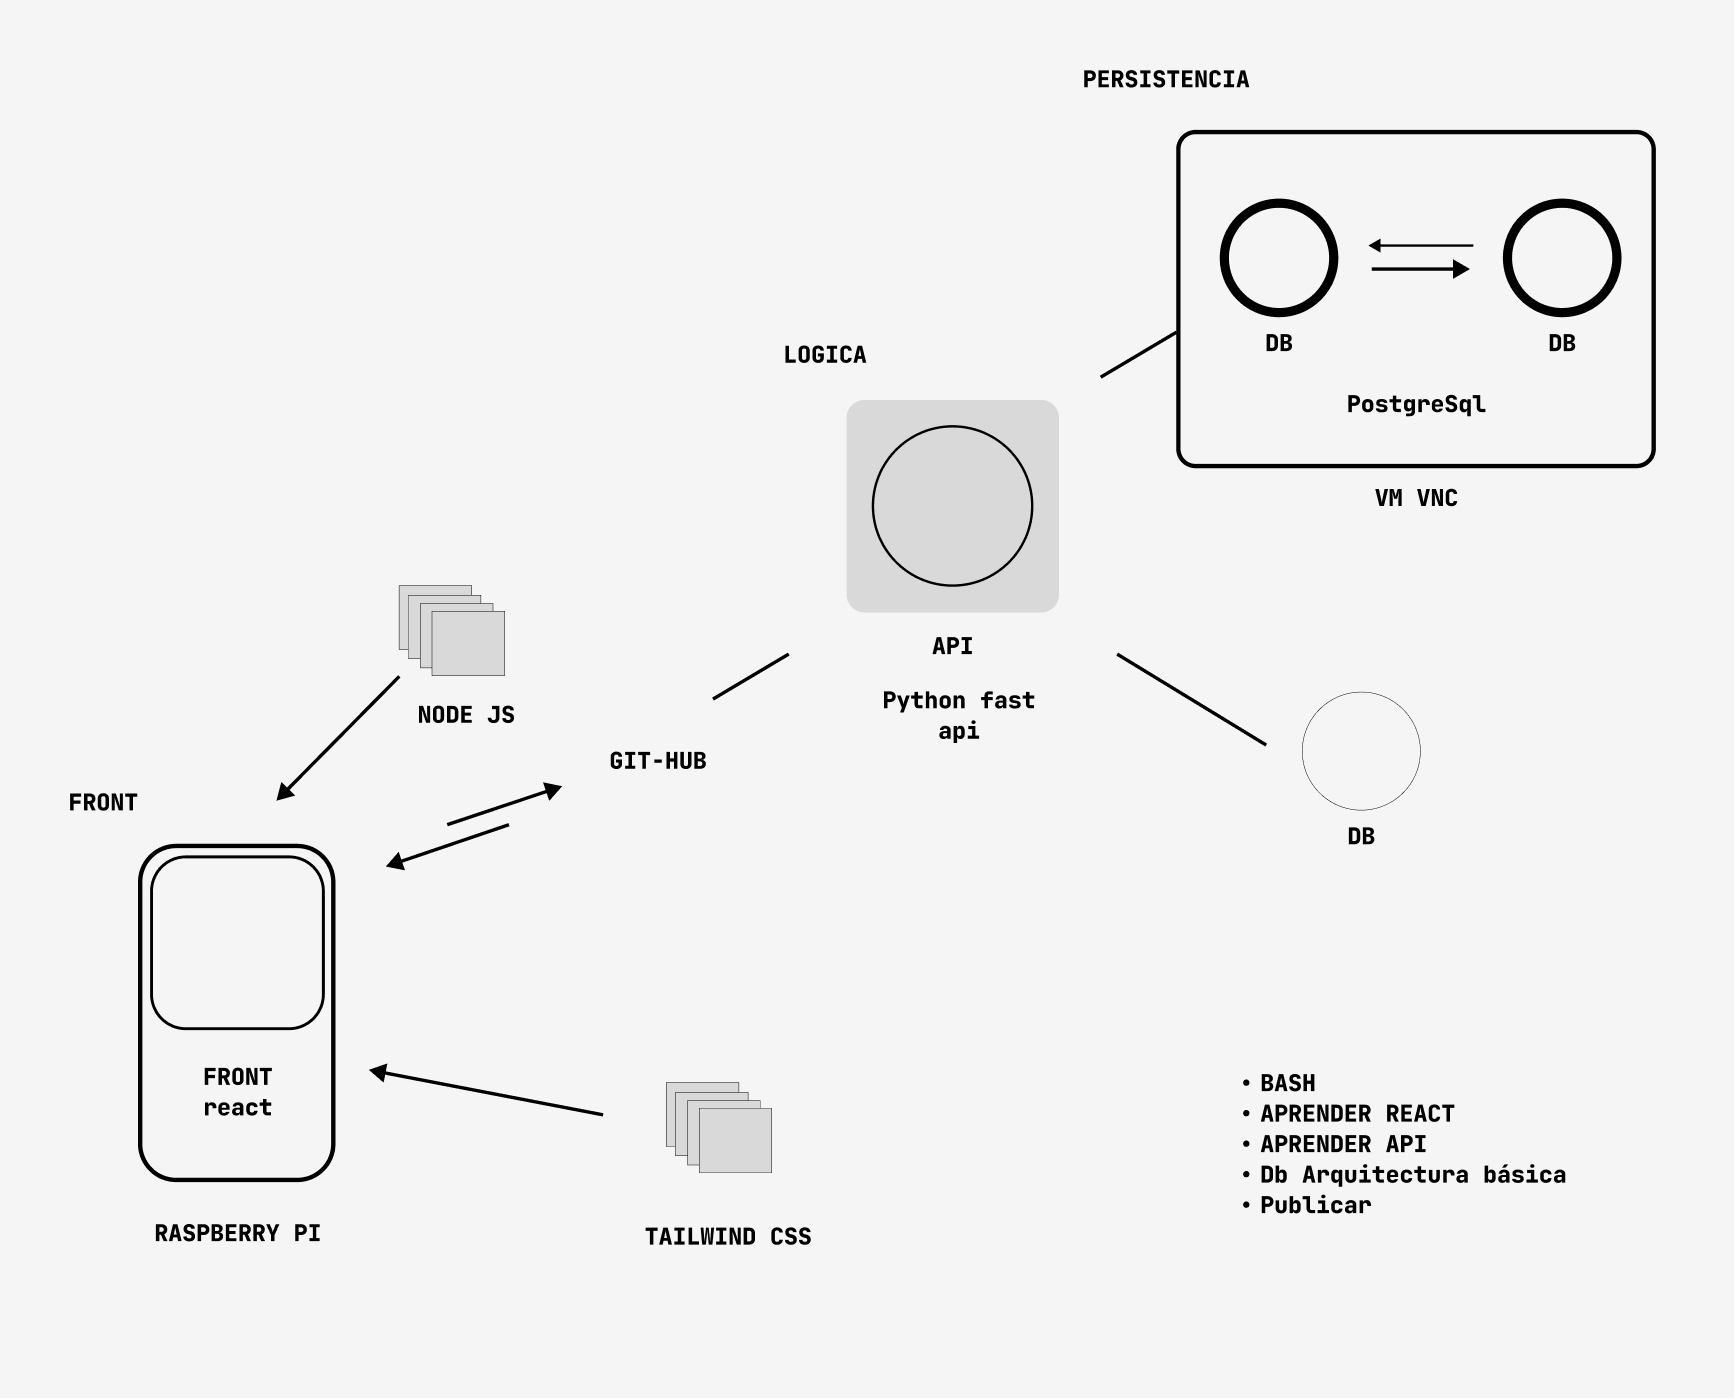 PERSISTENCIA
DB
DB
PostgreSql
VM VNC
LOGICA
API
Python fast
api
DB
NODE JS
GIT-HUB
FRONT
FRONT
react
RASPBERRY PI
TAILWIND CSS
• BASH
• APRENDER REACT
• APRENDER API
• Db Arquitectura básica
• Publicar